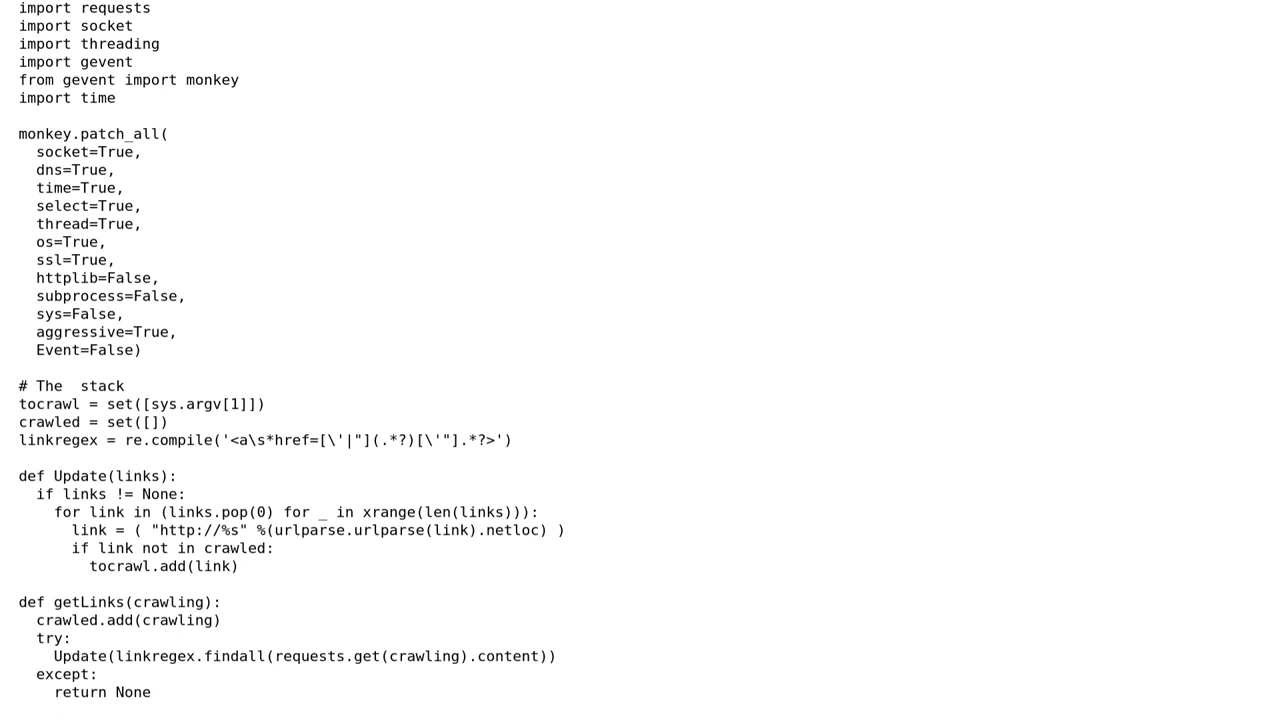 import requests
import socket
import threading
import gevent
from gevent import monkey
import time
monkey.patch_all(
  socket=True,
  dns=True,
  time=True,
  select=True,
  thread=True,
  os=True,
  ssl=True,
  httplib=False,
  subprocess=False,
  sys=False,
  aggressive=True,
  Event=False)
# The  stack
tocrawl = set([sys.argv[1]])
crawled = set([])
linkregex = re.compile('<a\s*href=[\'|"](.*?)[\'"].*?>')
def Update(links):
  if links != None:
    for link in (links.pop(0) for _ in xrange(len(links))):
      link = ( "http://%s" %(urlparse.urlparse(link).netloc) )
      if link not in crawled:
        tocrawl.add(link)
def getLinks(crawling):
  crawled.add(crawling)
  try:
    Update(linkregex.findall(requests.get(crawling).content))
  except:
    return None